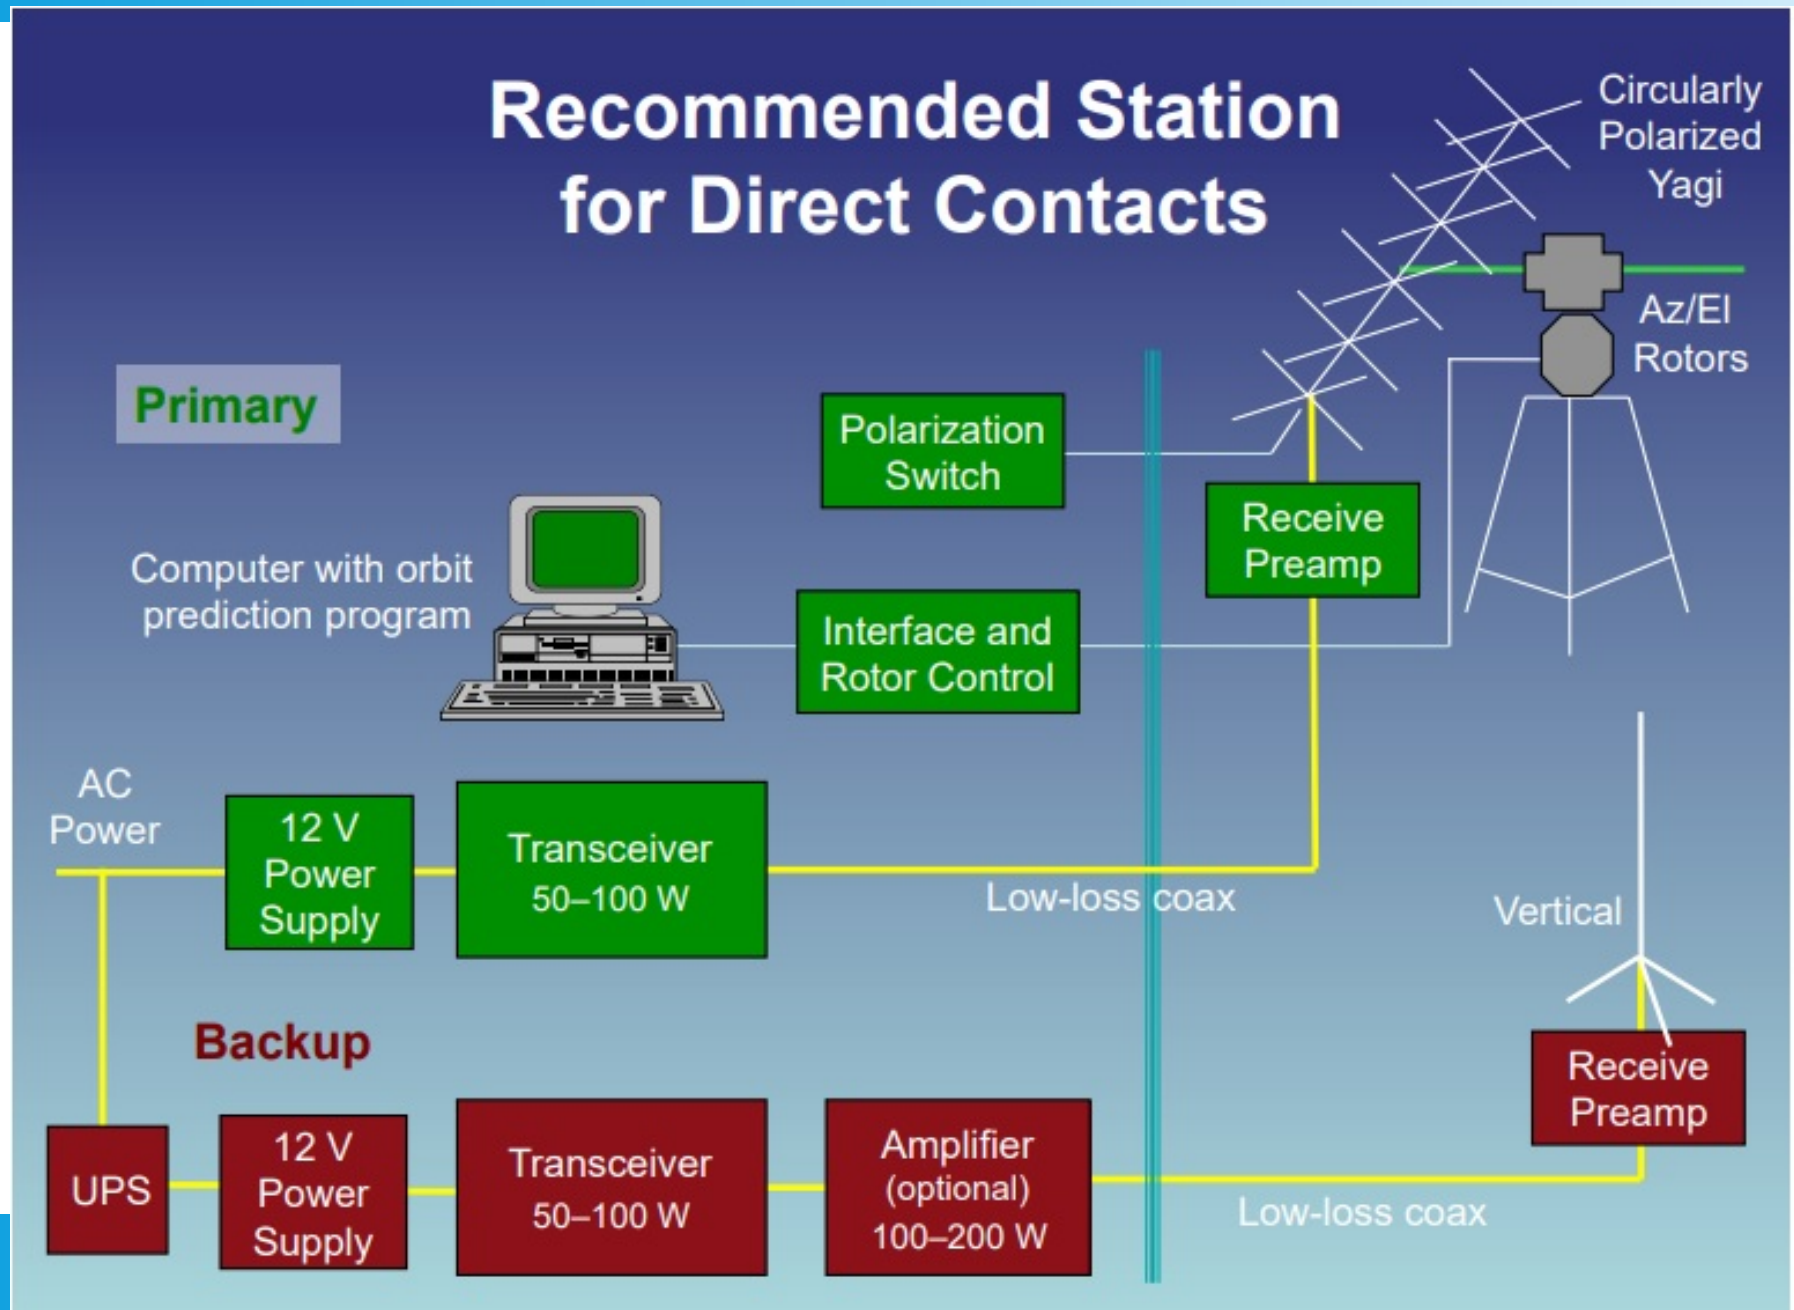 Recommended Station
for Direct Contacts
Circularly
Polarized
Yagi
Az/El
Rotors
Primary
Polarization
Switch
Receive
Preamp
Computer with orbit
prediction program
Interface and
Rotor Control
AC
Power
12 V
Power
Supply
Transceiver
50–100 W
Low-loss coax
Vertical
Backup
Receive
Preamp
UPS
12 V
Power
Supply
Transceiver
50–100 W
Amplifier
(optional)
100–200 W
Low-loss coax